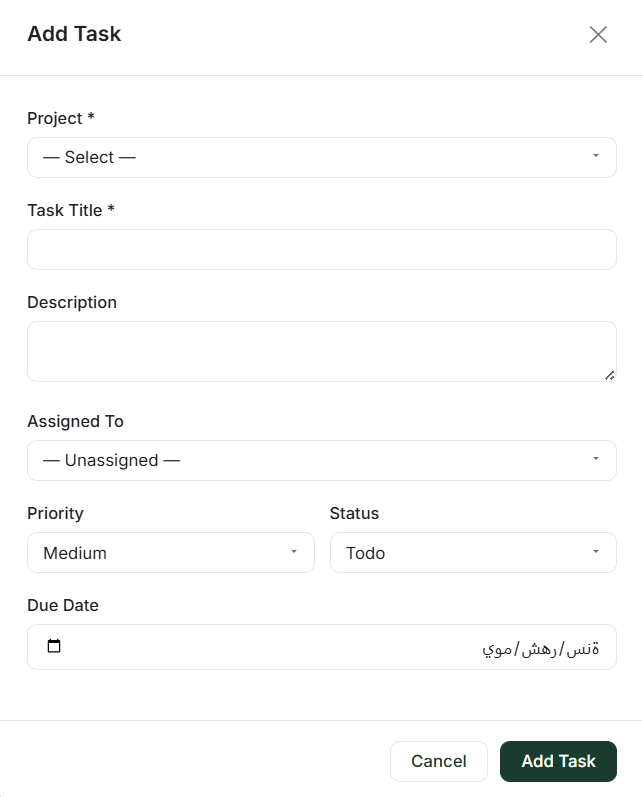 Add Task
Project *
— Select —
Task Title *
Description
Assigned To
— Unassigned —
Priority
Status
Medium
Todo
Due Date
يوم/شهر/سنة
Cancel
Add Task